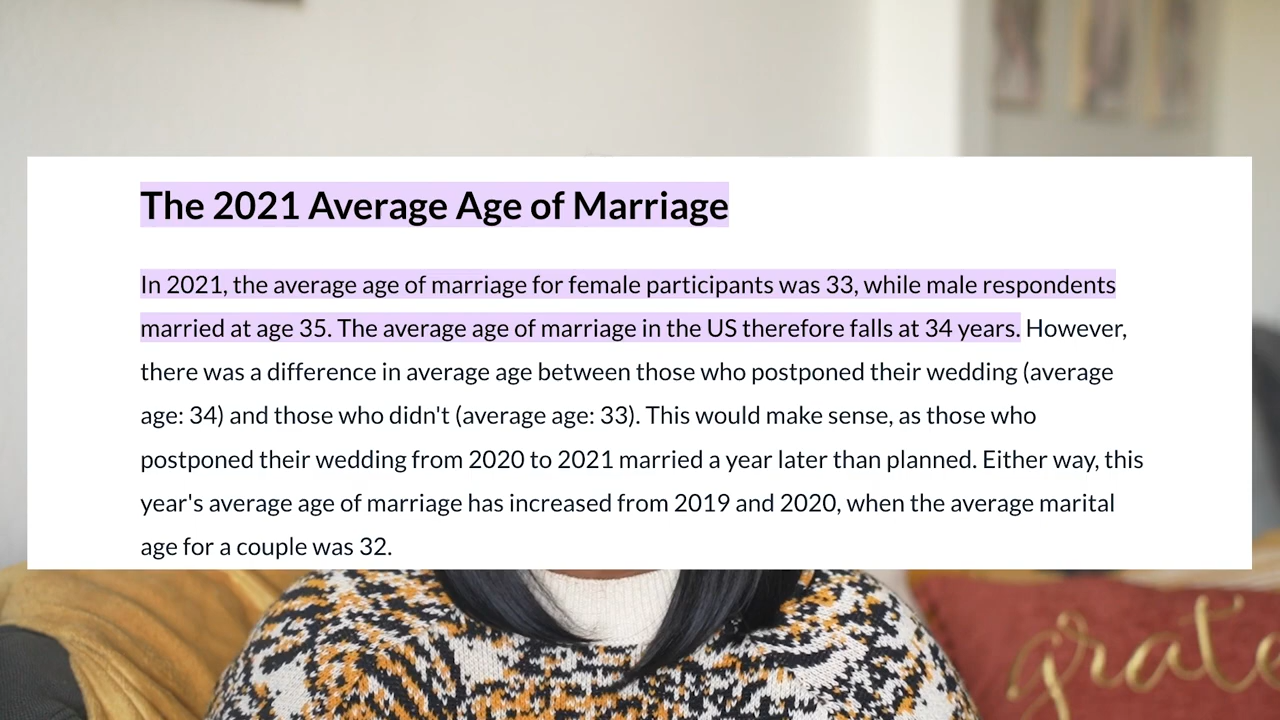 The 2021 Average Age of Marriage
In 2021, the average age of marriage for female participants was 33, while male respondents
married at age 35. The average age of marriage in the US therefore falls at 34 years. However,
there was a difference in average age between those who postponed their wedding (average
age: 34) and those who didn't (average age: 33). This would make sense, as those who
postponed their wedding from 2020 to 2021 married a year later than planned. Either way, this
year's average age of marriage has increased from 2019 and 2020, when the average marital
age for a couple was 32.
grate